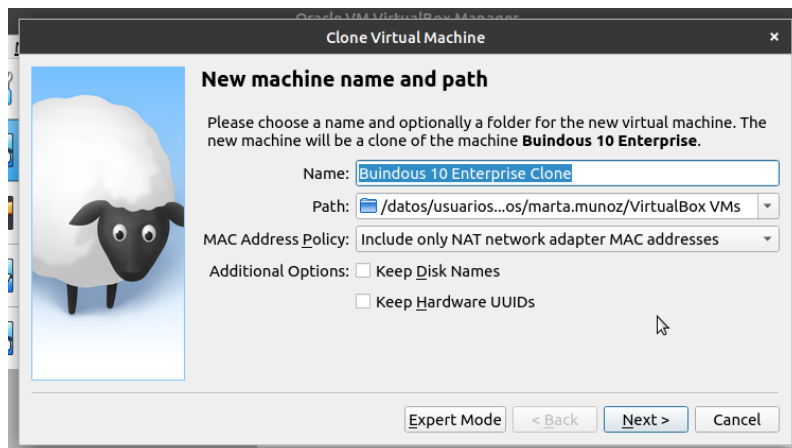 Oracle VM VirtualBox Manager
Clone Virtual Machine
New machine name and path
Please choose a name and optionally a folder for the new virtual machine. The
new machine will be a clone of the machine Buindous 10 Enterprise.
Name: Buindous 10 Enterprise Clone
Path: /datos/usuarios...os/marta.munoz/VirtualBox VMs
MAC Address Policy: Include only NAT network adapter MAC addresses
Additional Options: Keep Disk Names
Keep Hardware UUIDs
Expert Mode < Back Next > Cancel